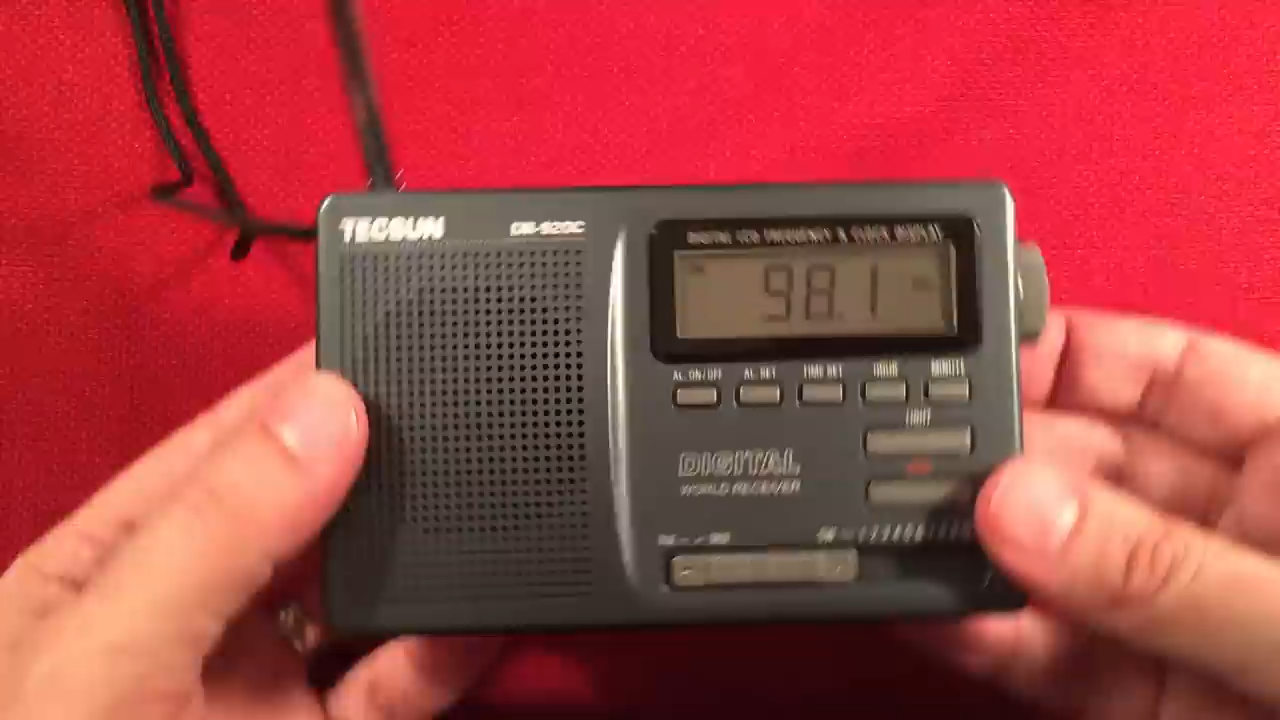 TECSUN
DR-920C
DIGITAL LCD FREQUENCY & CLOCK DISPLAY
98.1
AL.ON/OFF AL.SET TIME SET HOUR MINUTE
LIGHT
DIGITAL
WORLD RECEIVER